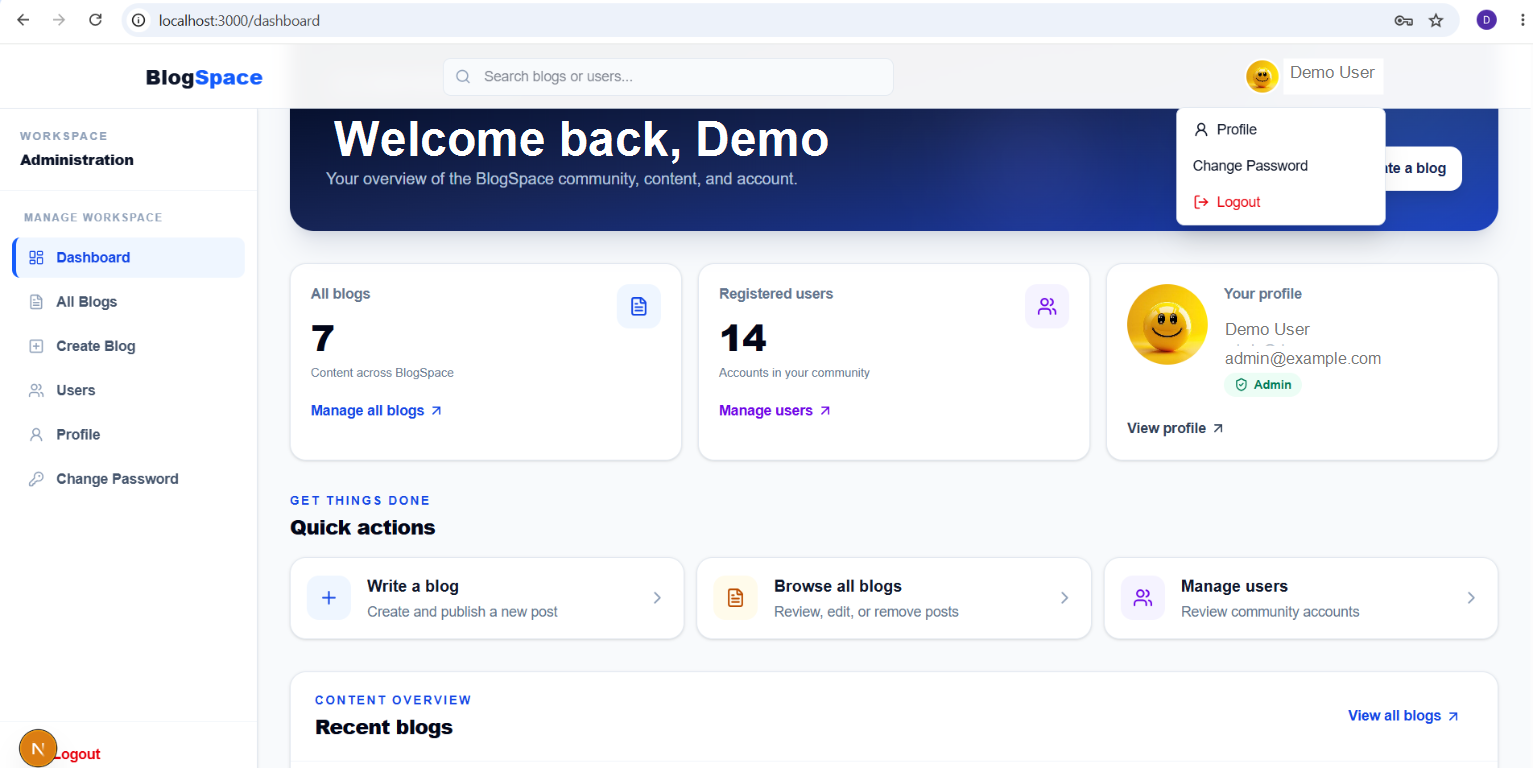 localhost:3000/dashboard
D
BlogSpace
Search blogs or users...
Demo User
WORKSPACE
Administration
MANAGE WORKSPACE
Dashboard
All Blogs
Create Blog
Users
Profile
Change Password
N
Logout
Welcome back, Demo
Your overview of the BlogSpace community, content, and account.
a blog
Profile
Change Password
Logout
All blogs
7
Content across BlogSpace
Manage all blogs
Registered users
14
Accounts in your community
Manage users
Your profile
Demo User
admin@example.com
Admin
View profile
GET THINGS DONE
Quick actions
Write a blog
Create and publish a new post
Browse all blogs
Review, edit, or remove posts
Manage users
Review community accounts
CONTENT OVERVIEW
Recent blogs
View all blogs